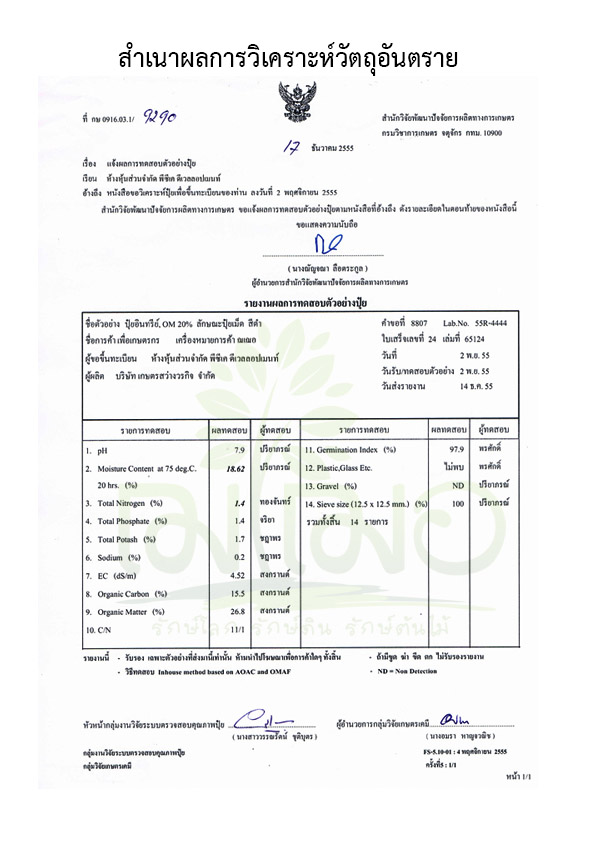 สำเนาผลการวิเคราะห์วัตถุอันตราย
ที่ กษ 0916.03.1/ 9290
สำนักวิจัยพัฒนาปัจจัยการผลิตทางการเกษตร
กรมวิชาการเกษตร จตุจักร กทม. 10900
17 ธันวาคม 2555
เรื่อง แจ้งผลการทดสอบตัวอย่างปุ๋ย
เรียน ห้างหุ้นส่วนจำกัด พีซีเค ดีเวลลอปเมนท์
อ้างถึง หนังสือขอวิเคราะห์ปุ๋ยเพื่อขึ้นทะเบียนของท่าน ลงวันที่ 2 พฤศจิกายน 2555
สำนักวิจัยพัฒนาปัจจัยการผลิตทางการเกษตร ขอแจ้งผลการทดสอบตัวอย่างปุ๋ยตามหนังสือที่อ้างถึง ดังรายละเอียดในตอนท้ายของหนังสือนี้
ขอแสดงความนับถือ
( นางณัฏจณา ลือตระกูล )
ผู้อำนวยการสำนักวิจัยพัฒนาปัจจัยการผลิตทางการเกษตร
รายงานผลการทดสอบตัวอย่างปุ๋ย
ชื่อตัวอย่าง ปุ๋ยอินทรีย์, OM 20% ลักษณะปุ๋ยเม็ด สีดำ คำขอที่ 8807 Lab.No. 55R-4444
ชื่อการค้า เพื่อเกษตรกร เครื่องหมายการค้า ฌเฌอ ใบเสร็จเลขที่ 24 เล่มที่ 65124
ผู้ขอขึ้นทะเบียน ห้างหุ้นส่วนจำกัด พีซีเค ดีเวลลอปเมนท์ วันที่ 2 พ.ย. 55
ผู้ผลิต บริษัท เกษตรสว่างวรกิจ จำกัด วันรับ/ทดสอบตัวอย่าง 2 พ.ย. 55
วันส่งรายงาน 14 ธ.ค. 55
รายการทดสอบ ผลทดสอบ ผู้ทดสอบ รายการทดสอบ ผลทดสอบ ผู้ทดสอบ
1. pH 7.9 ปรียาภรณ์ 11. Germination Index (%) 97.9 พรศักดิ์
2. Moisture Content at 75 deg.C. 18.62 ปรียาภรณ์ 12. Plastic,Glass Etc. ไม่พบ พรศักดิ์
20 hrs. (%) 13. Gravel (%) ND ปรียาภรณ์
3. Total Nitrogen (%) 1.4 ทองจันทร์ 14. Sieve size (12.5 x 12.5 mm.) (%) 100 ปรียาภรณ์
4. Total Phosphate (%) 1.4 จริยา รวมทั้งสิ้น 14 รายการ
5. Total Potash (%) 1.7 ชฎาพร
6. Sodium (%) 0.2 ชฎาพร
7. EC (dS/m) 4.52 สงกรานต์
8. Organic Carbon (%) 15.5 สงกรานต์
9. Organic Matter (%) 26.8 สงกรานต์
10. C/N 11/1
รักษ์โลก รักษ์ดิน รักษ์ต้นไม้
รายงานนี้ - รับรอง เฉพาะตัวอย่างที่ส่งมานี้เท่านั้น ห้ามนำไปโฆษณาเพื่อการค้าใดๆ ทั้งสิ้น - ถ้ามีขูด ฆ่า ขีด ตก ไม่รับรองรายงาน
- วิธีทดสอบ Inhouse method based on AOAC and OMAF - ND = Non Detection
หัวหน้ากลุ่มงานวิจัยระบบตรวจสอบคุณภาพปุ๋ย ผู้อำนวยการกลุ่มวิจัยเกษตรเคมี
( นางสาววรรณรัตน์ ชุติบุตร ) ( นางอมรา หาญจวณิช )
กลุ่มงานวิจัยระบบตรวจสอบคุณภาพปุ๋ย FS-5.10-01 : 4 พฤศจิกายน 2555
กลุ่มวิจัยเกษตรเคมี ครั้งที่5 : 1/1
หน้า 1/1